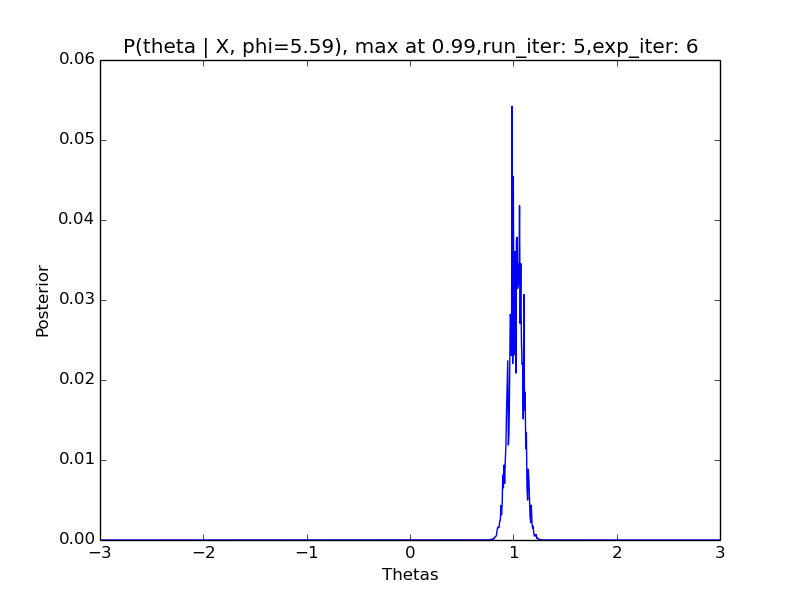 P(theta | X, phi=5.59), max at 0.99,run_iter: 5,exp_iter: 6
0.06
0.05
0.04
0.03
0.02
0.01
0.00
Posterior
−3 −2 −1 0 1 2 3
Thetas